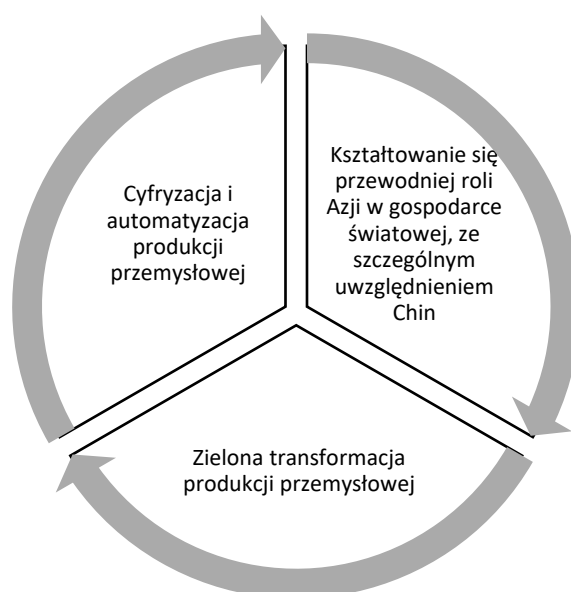 Cyfryzacja i
automatyzacja
produkcji
przemysłowej
Kształtowanie się
przewodniej roli
Azji w gospodarce
światowej, ze
szczególnym
uwzględnieniem
Chin
Zielona transformacja
produkcji przemysłowej